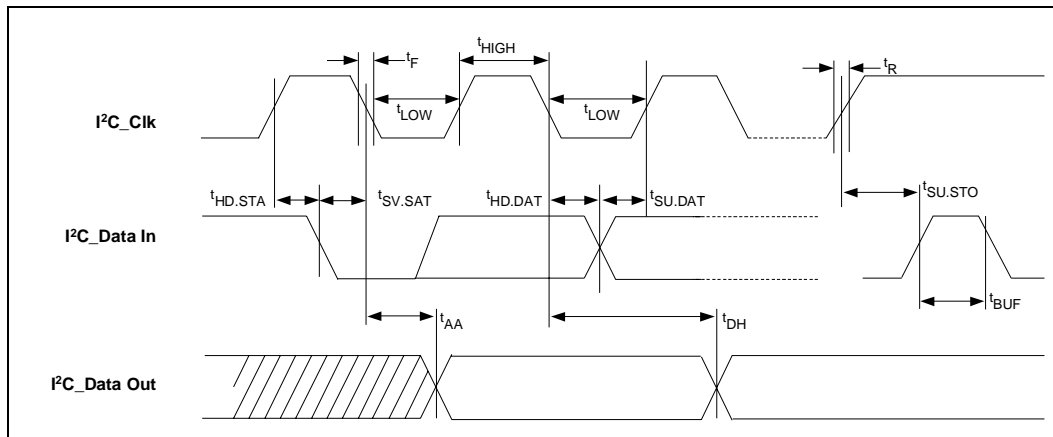 tHIGH
tF
tR
tLOW
tLOW
I²C_Clk
tHD.STA
tSV.SAT
tHD.DAT
tSU.DAT
tSU.STO
I²C_Data In
tBUF
tAA
tDH
I²C_Data Out